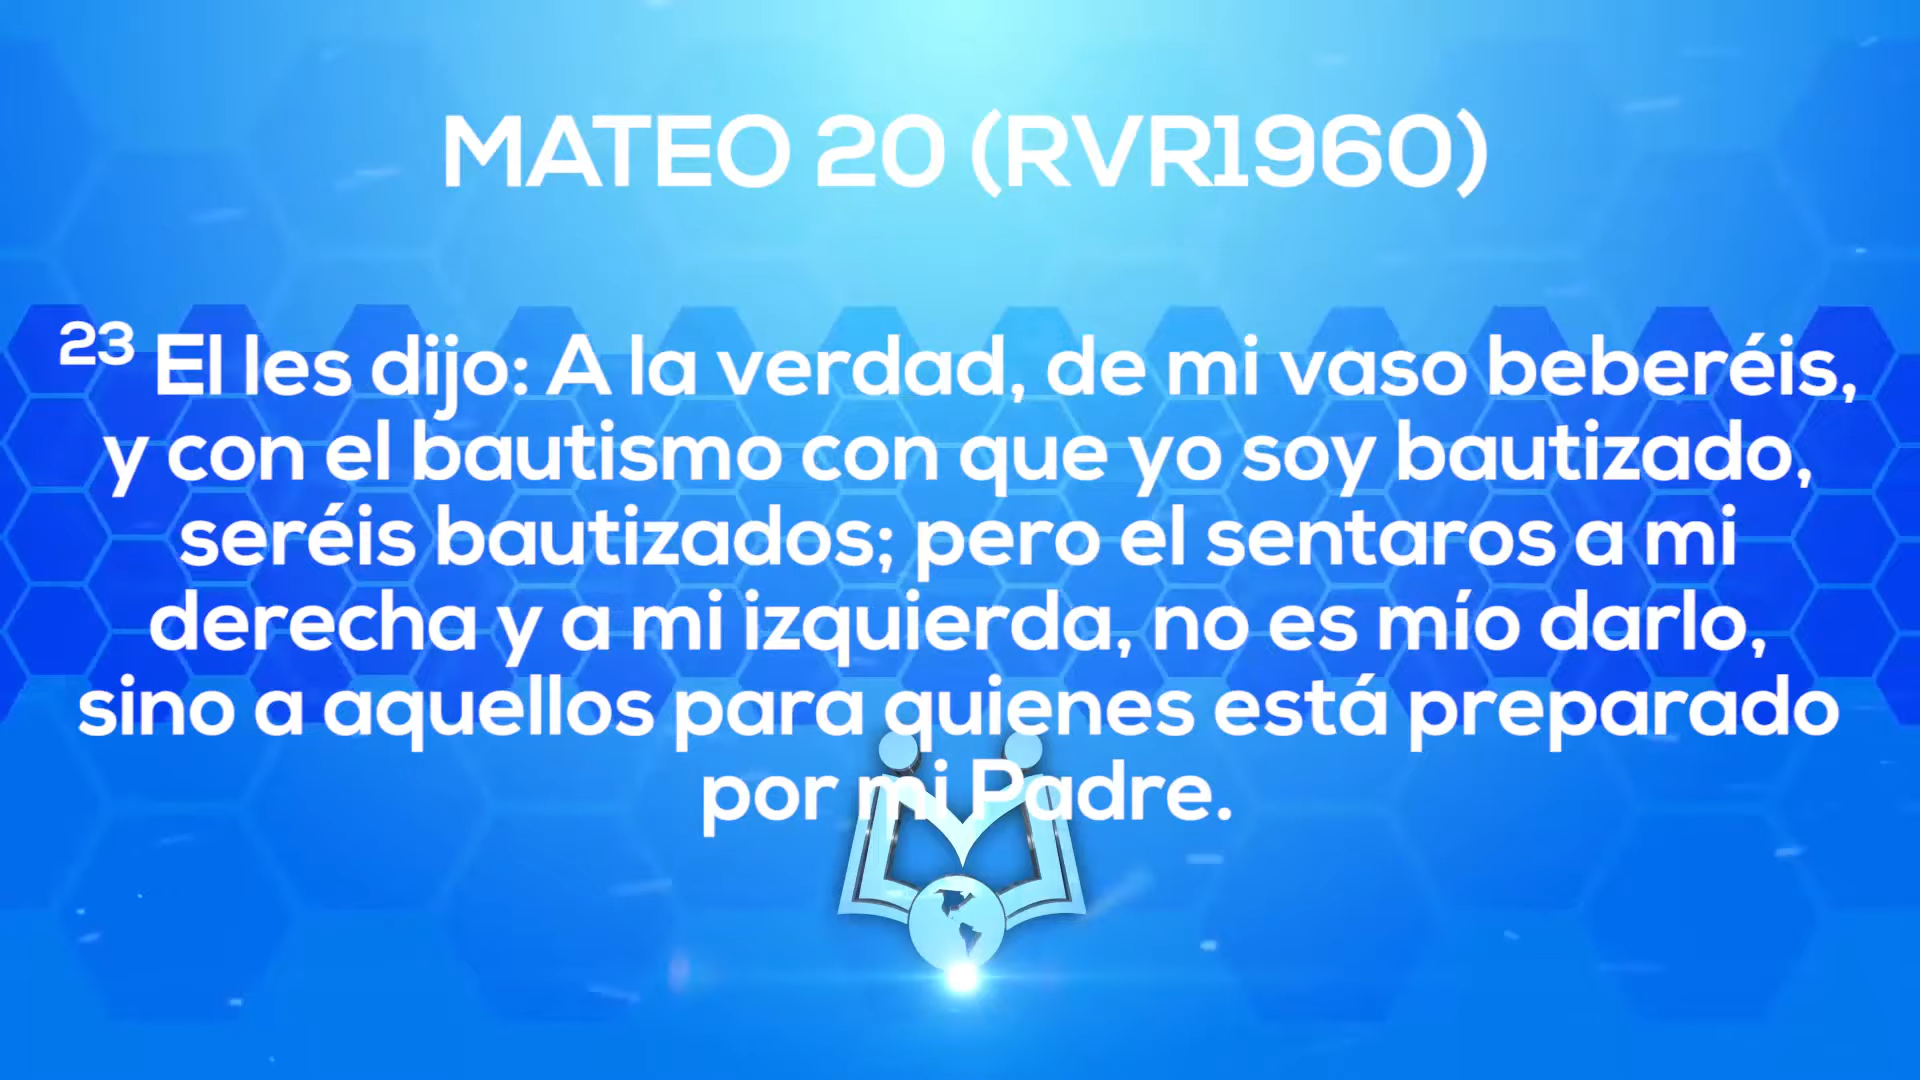 MATEO 20 (RVR1960)
23 El les dijo: A la verdad, de mi vaso beberéis,
y con el bautismo con que yo soy bautizado,
seréis bautizados; pero el sentaros a mi
derecha y a mi izquierda, no es mío darlo,
sino a aquellos para quienes está preparado
por mi Padre.